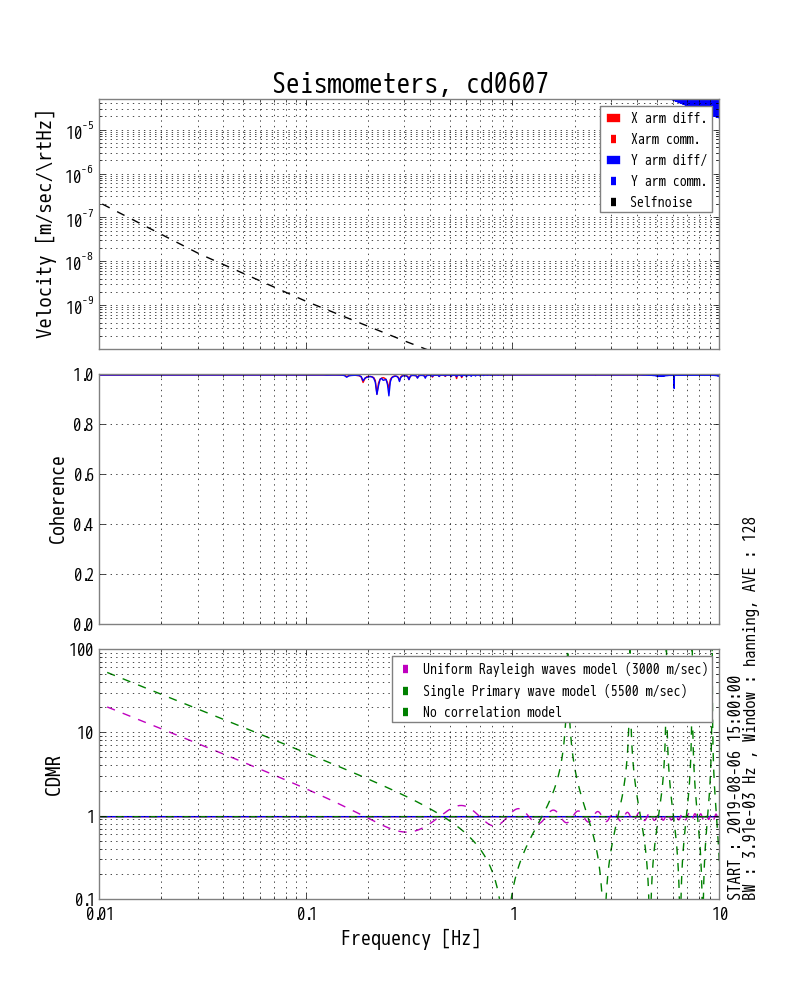 Seismometers, cd0607
Velocity [m/sec/\rtHz]
10^-5
10^-6
10^-7
10^-8
10^-9
X arm diff.
Xarm comm.
Y arm diff/
Y arm comm.
Selfnoise
Coherence
1.0
0.8
0.6
0.4
0.2
0.0
CDMR
100
10
1
0.1
Uniform Rayleigh waves model (3000 m/sec)
Single Primary wave model (5500 m/sec)
No correlation model
0.01
0.1
1
10
Frequency [Hz]
START : 2019-08-06 15:00:00
BW : 3.91e-03 Hz , Window : hanning, AVE : 128